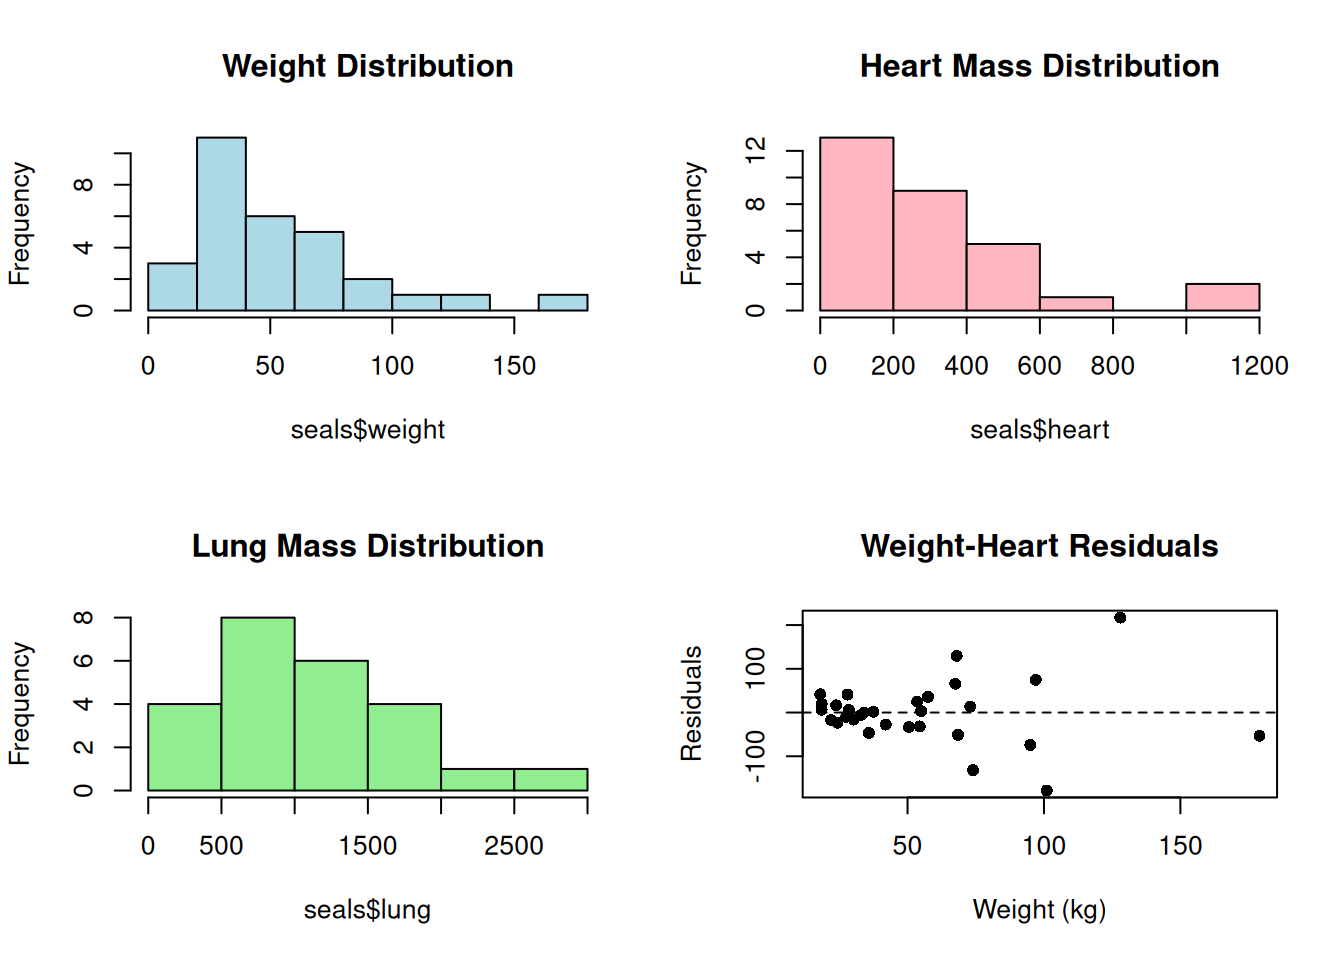 Weight Distribution
Frequency
0 4 8
0 50 100 150
seals$weight
Heart Mass Distribution
Frequency
0 4 8 12
0 200 400 600 800 1200
seals$heart
Lung Mass Distribution
Frequency
0 2 4 6 8
0 500 1500 2500
seals$lung
Weight-Heart Residuals
Residuals
-100 100
50 100 150
Weight (kg)